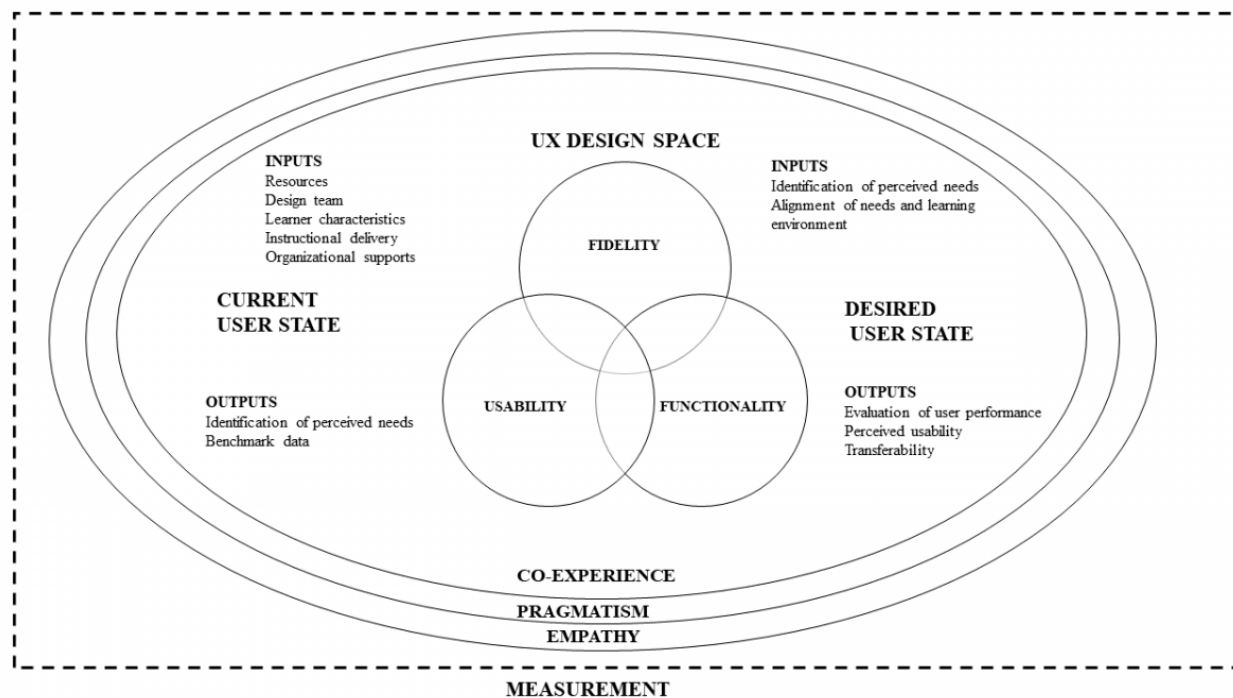 UX DESIGN SPACE
INPUTS
Resources
Design team
Learner characteristics
Instructional delivery
Organizational supports
CURRENT
USER STATE
OUTPUTS
Identification of perceived needs
Benchmark data
FIDELITY
USABILITY
FUNCTIONALITY
INPUTS
Identification of perceived needs
Alignment of needs and learning
environment
DESIRED
USER STATE
OUTPUTS
Evaluation of user performance
Perceived usability
Transferability
CO-EXPERIENCE
PRAGMATISM
EMPATHY
MEASUREMENT